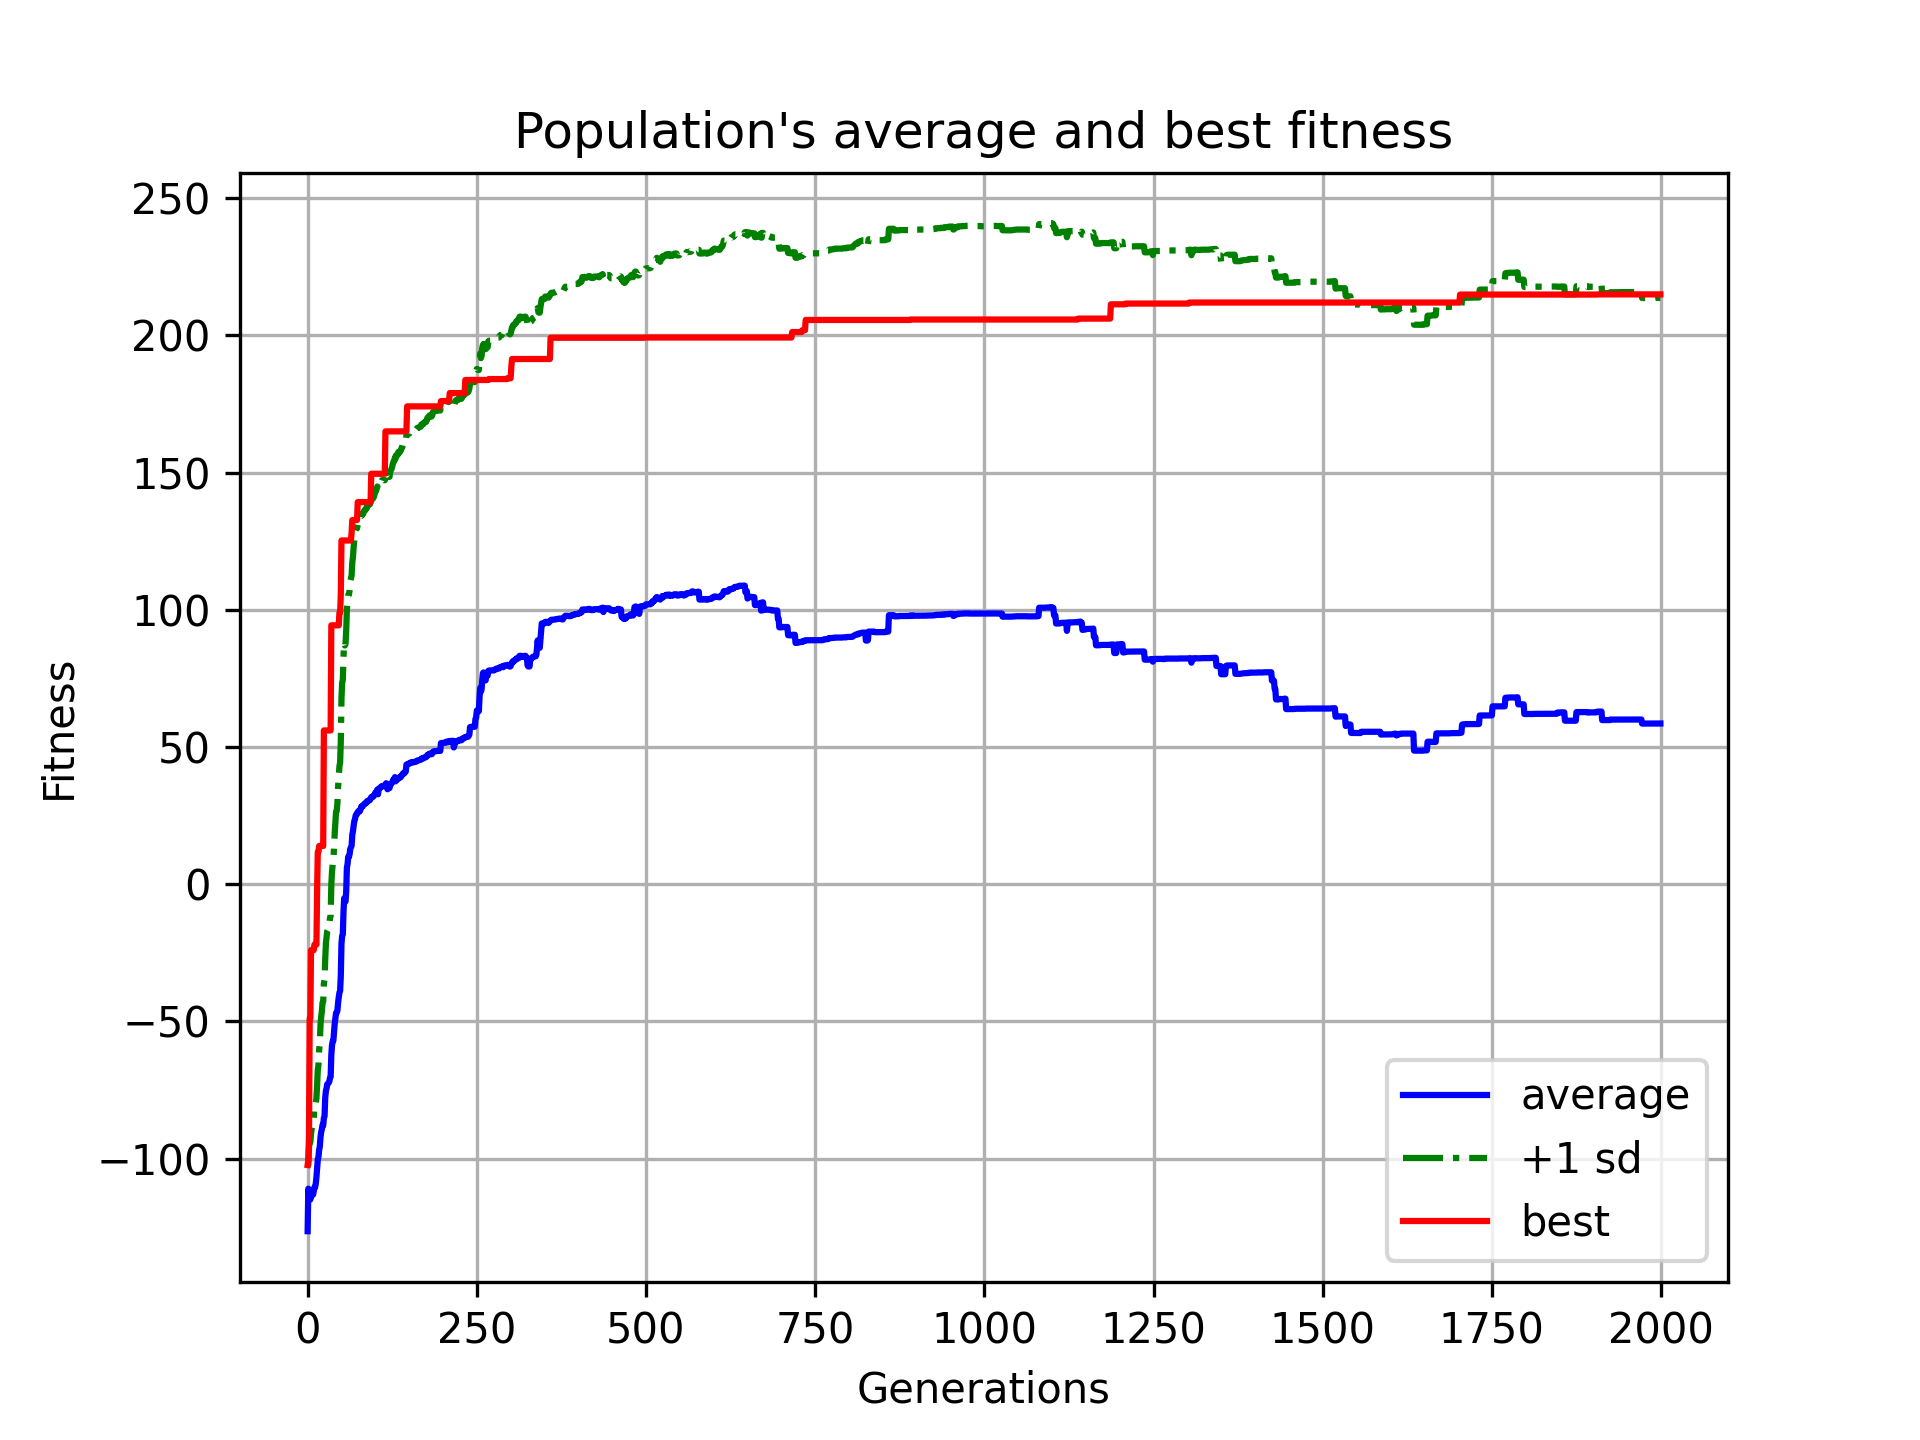 Population's average and best fitness
250
200
150
100
50
0
−50
−100
Fitness
0 250 500 750 1000 1250 1500 1750 2000
Generations
average
+1 sd
best